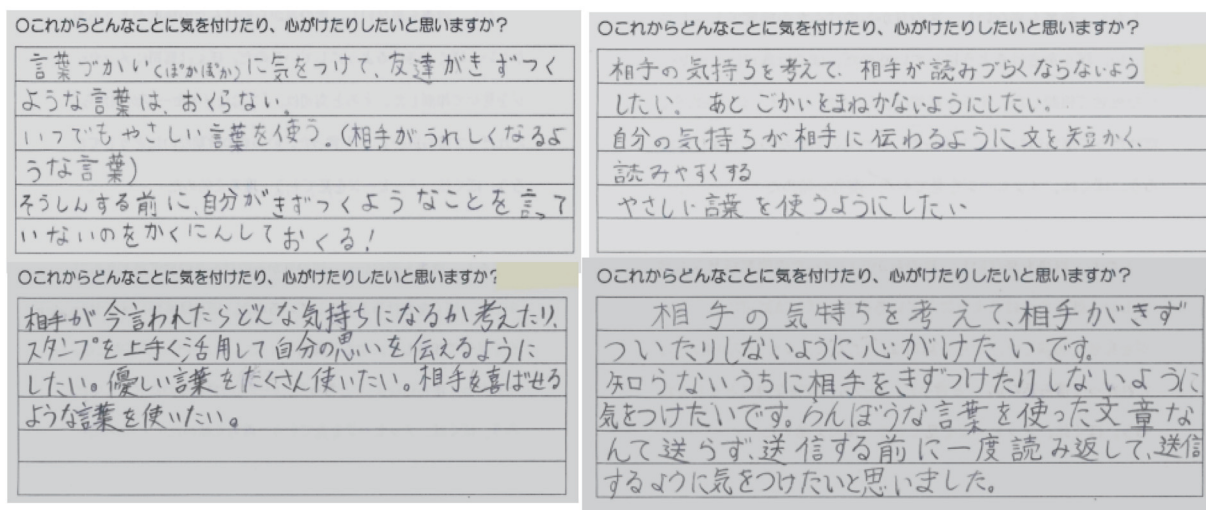 ○これからどんなことに気を付けたり、心がけたりしたいと思いますか？
言葉づかい(ぽかぽか)に気をつけて、友達がきずつく
ような言葉は、おくらない。
いつでもやさしい言葉を使う。(相手がうれしくなるよ
うな言葉)
そうしんする前に、自分がきずつくようなことを言って
いないのをかくにんしておくる！
○これからどんなことに気を付けたり、心がけたりしたいと思いますか？
相手の気持ちを考えて、相手が読みづらくならないよう
したい、あとごかいをまねかないようにしたい。
自分の気持ちが相手に伝わるように文を短かく、
読みやすくする
やさしい言葉を使うようにしたい
○これからどんなことに気を付けたり、心がけたりしたいと思いますか？
相手が今言われたらどんな気持ちになるか考えたり、
スタンプを上手く活用して自分の思いを伝えるように
したい。優しい言葉をたくさん使いたい。相手を喜ばせる
ような言葉を使いたい。
○これからどんなことに気を付けたり、心がけたりしたいと思いますか？
相手の気持ちを考えて、相手がきず
ついたりしないように心がけたいです。
知らないうちに相手をきずつけたりしないように
気をつけたいです。らんぼうな言葉を使った文章な
んて送らず、送信する前に一度読み返して、送信
するように気をつけたいと思いました。